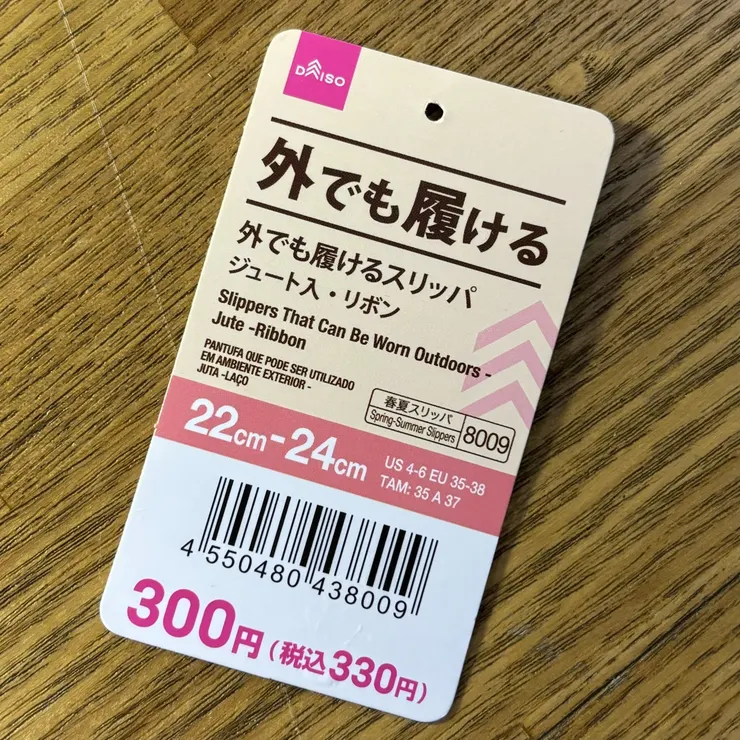 DAISO
外でも履ける
外でも履けるスリッパ
ジュート入・リボン
Slippers That Can Be Worn Outdoors -
Jute -Ribbon
PANTUFA QUE PODE SER UTILIZADO
EM AMBIENTE EXTERIOR -
JUTA -LAÇO
春夏スリッパ
Spring-Summer Slippers
8009
22cm-24cm
US 4-6 EU 35-38
TAM: 35 A 37
4 550480 438009
300円(税込330円)